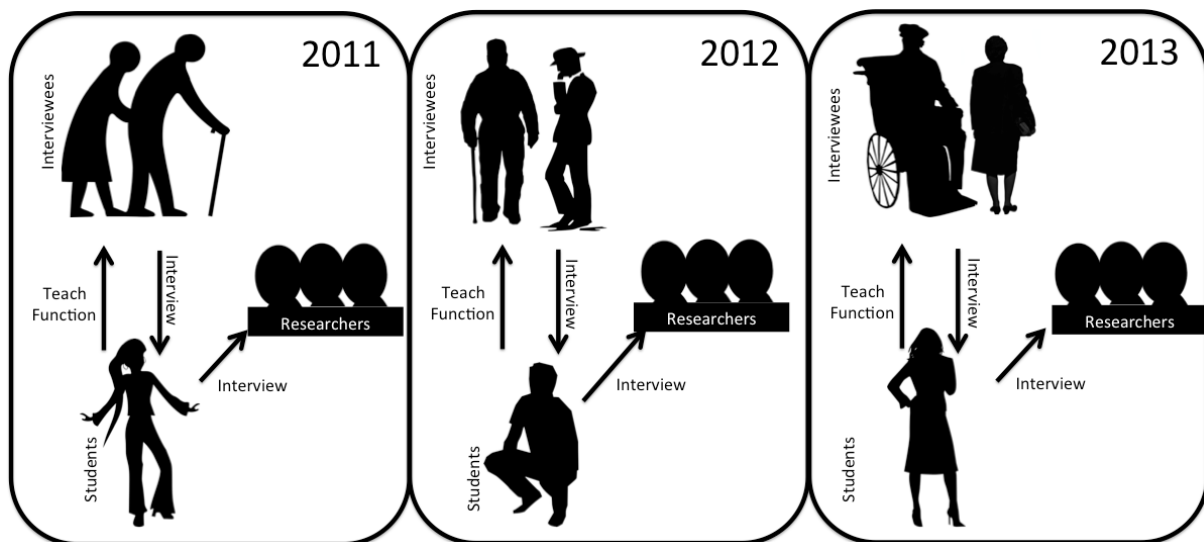 2011
Interviewees
Teach
Function
Interview
Researchers
Interview
Students
2012
Interviewees
Teach
Function
Interview
Researchers
Interview
Students
2013
Interviewees
Teach
Function
Interview
Researchers
Interview
Students